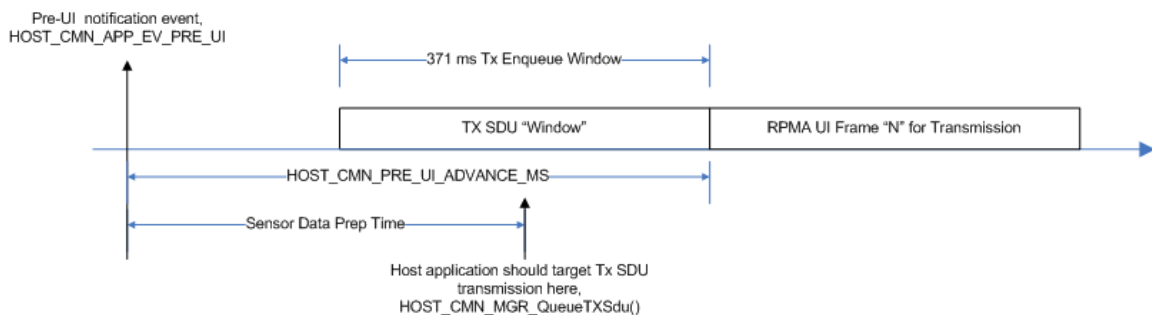 Pre-UI notification event,
HOST_CMN_APP_EV_PRE_UI
371 ms Tx Enqueue Window
TX SDU “Window”
RPMA UI Frame “N” for Transmission
HOST_CMN_PRE_UI_ADVANCE_MS
Sensor Data Prep Time
Host application should target Tx SDU
transmission here,
HOST_CMN_MGR_QueueTXSdu()